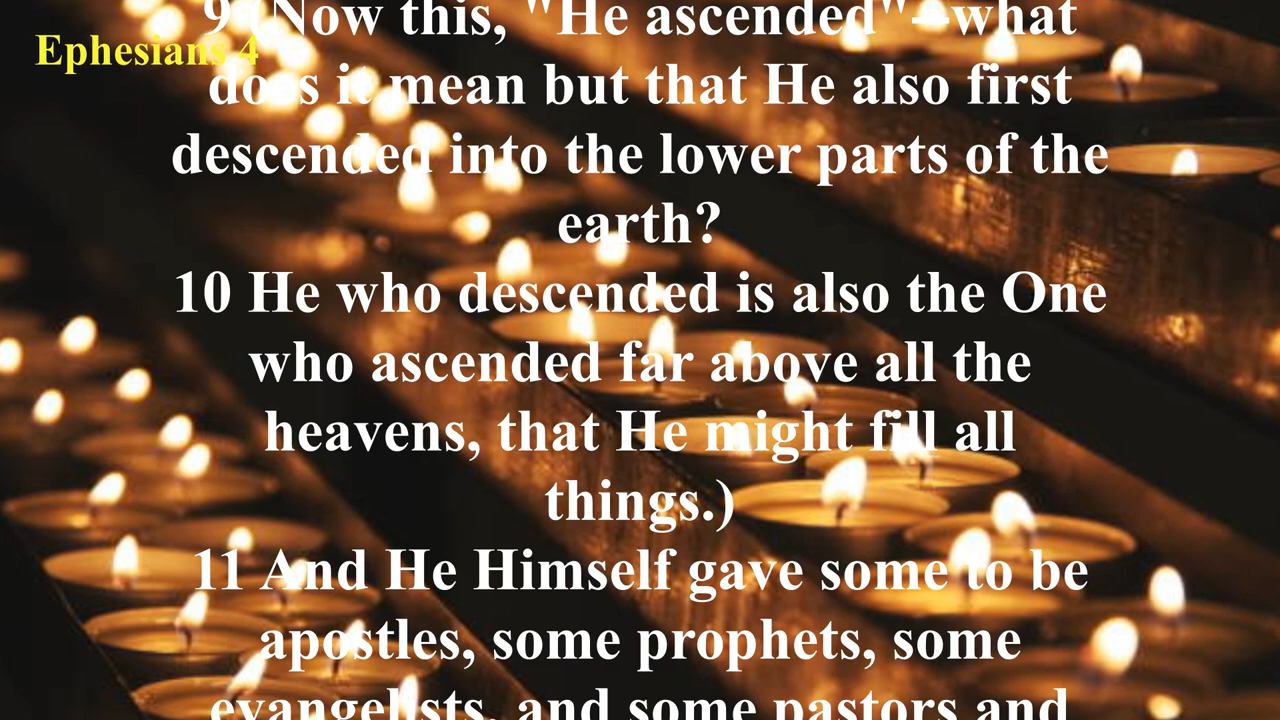 Ephesians 4
9 (Now this, "He ascended"—what
does it mean but that He also first
descended into the lower parts of the
earth?
10 He who descended is also the One
who ascended far above all the
heavens, that He might fill all
things.)
11 And He Himself gave some to be
apostles, some prophets, some
evangelists, and some pastors and